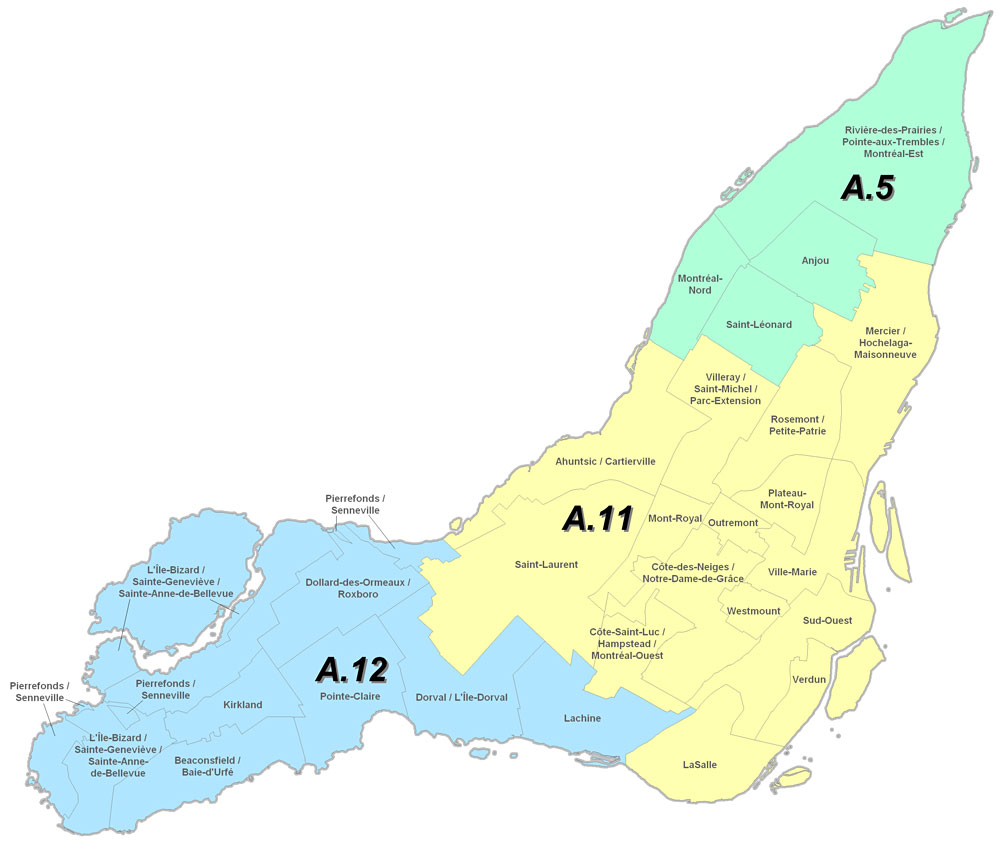 Rivière-des-Prairies /
Pointe-aux-Trembles /
Montréal-Est
A.5
Anjou
Montréal-
Nord
Saint-Léonard
Mercier /
Hochelaga-
Maisonneuve
Villeray /
Saint-Michel /
Parc-Extension
Rosemont /
Petite-Patrie
Ahuntsic / Cartierville
Plateau-
Mont-Royal
A.11
Mont-Royal
Outremont
Saint-Laurent
Côte-des-Neiges /
Notre-Dame-de-Grâce
Ville-Marie
Westmount
Sud-Ouest
Côte-Saint-Luc /
Hampstead /
Montréal-Ouest
Verdun
LaSalle
Pierrefonds /
Senneville
L'Île-Bizard /
Sainte-Geneviève /
Sainte-Anne-de-Bellevue
Dollard-des-Ormeaux /
Roxboro
A.12
Pointe-Claire
Dorval / L'Île-Dorval
Lachine
Pierrefonds /
Senneville
Pierrefonds /
Senneville
Kirkland
L'Île-Bizard /
Sainte-Geneviève /
Sainte-Anne-
de-Bellevue
Beaconsfield /
Baie-d'Urfé